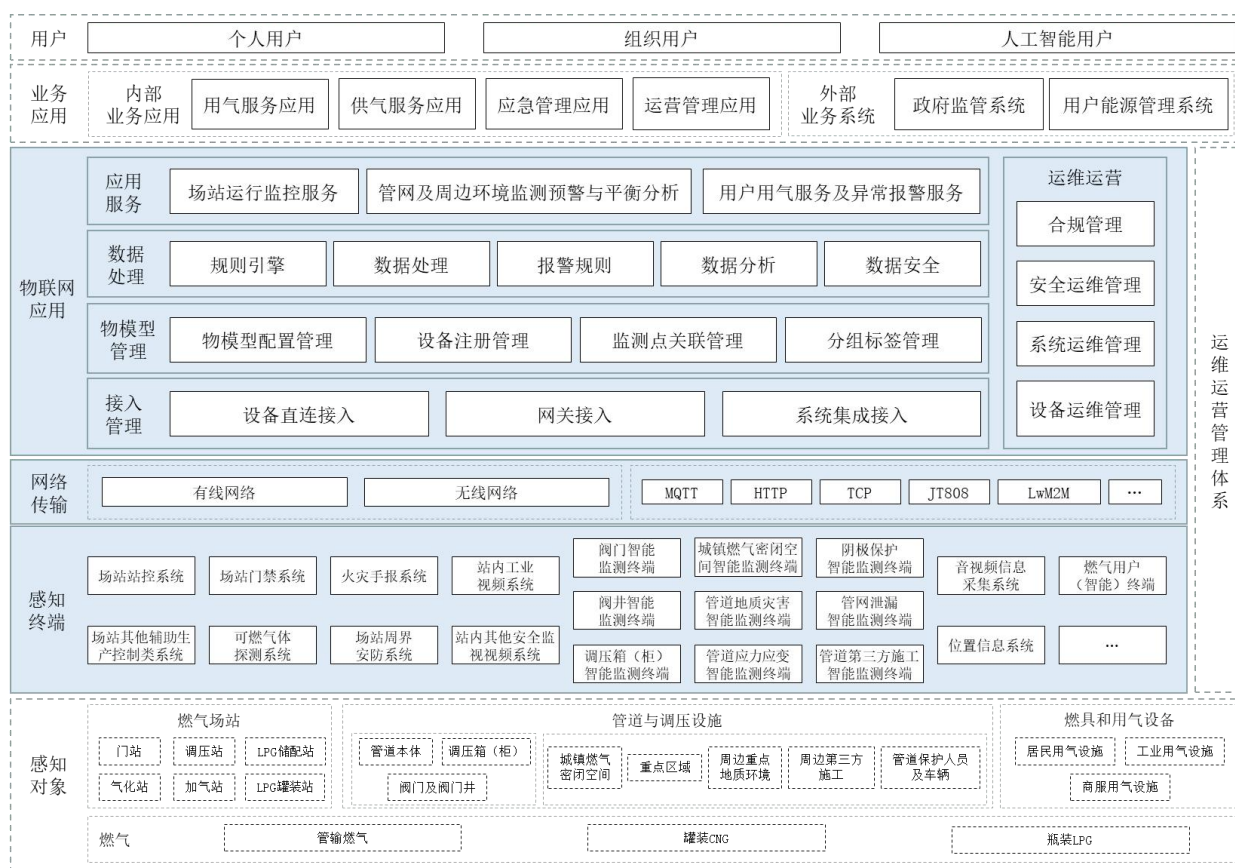 用户
个人用户
组织用户
人工智能用户
业务
应用
内部
业务应用
用气服务应用
供气服务应用
应急管理应用
运营管理应用
外部
业务系统
政府监管系统
用户能源管理系统
物联网
应用
应用
服务
场站运行监控服务
管网及周边环境监测预警与平衡分析
用户用气服务及异常报警服务
数据
处理
规则引擎
数据处理
报警规则
数据分析
数据安全
物模型
管理
物模型配置管理
设备注册管理
监测点关联管理
分组标签管理
接入
管理
设备直连接入
网关接入
系统集成接入
运维运营
合规管理
安全运维管理
系统运维管理
设备运维管理
运维运营管理体系
网络
传输
有线网络
无线网络
MQTT
HTTP
TCP
JT808
LwM2M
…
感知
终端
场站站控系统
场站门禁系统
火灾手报系统
站内工业
视频系统
场站其他辅助生
产控制类系统
可燃气体
探测系统
场站周界
安防系统
站内其他安全监
视视频系统
阀门智能
监测终端
城镇燃气密闭空
间智能监测终端
阴极保护
智能监测终端
阀井智能
监测终端
管道地质灾害
智能监测终端
管网泄漏
智能监测终端
调压箱（柜）
智能监测终端
管道应力应变
智能监测终端
管道第三方施工
智能监测终端
音视频信息
采集系统
燃气用户
（智能）终端
位置信息系统
…
感知
对象
燃气场站
门站
调压站
LPG储配站
气化站
加气站
LPG罐装站
管道与调压设施
管道本体
调压箱（柜）
阀门及阀门井
城镇燃气
密闭空间
重点区域
周边重点
地质环境
周边第三方
施工
管道保护人员
及车辆
燃具和用气设备
居民用气设施
工业用气设施
商服用气设施
燃气
管输燃气
罐装CNG
瓶装LPG